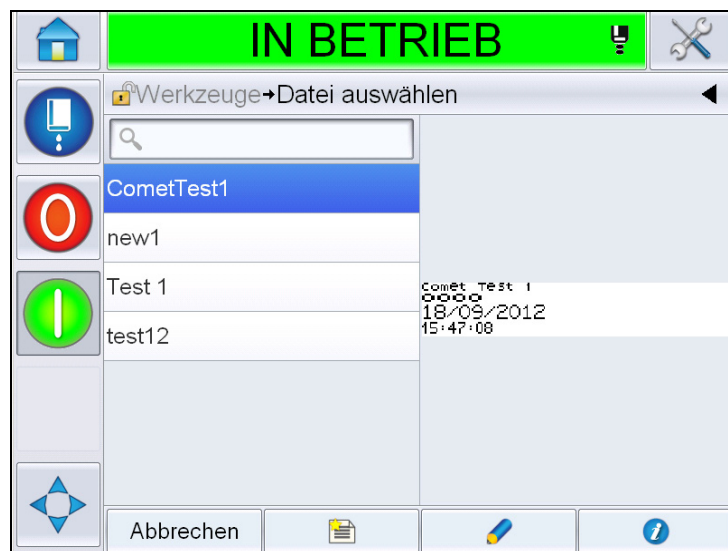 IN BETRIEB
Werkzeuge→Datei auswählen
CometTest1
new1
Test 1
test12
Comet Test 1
0000
18/09/2012
15:47:08
Abbrechen